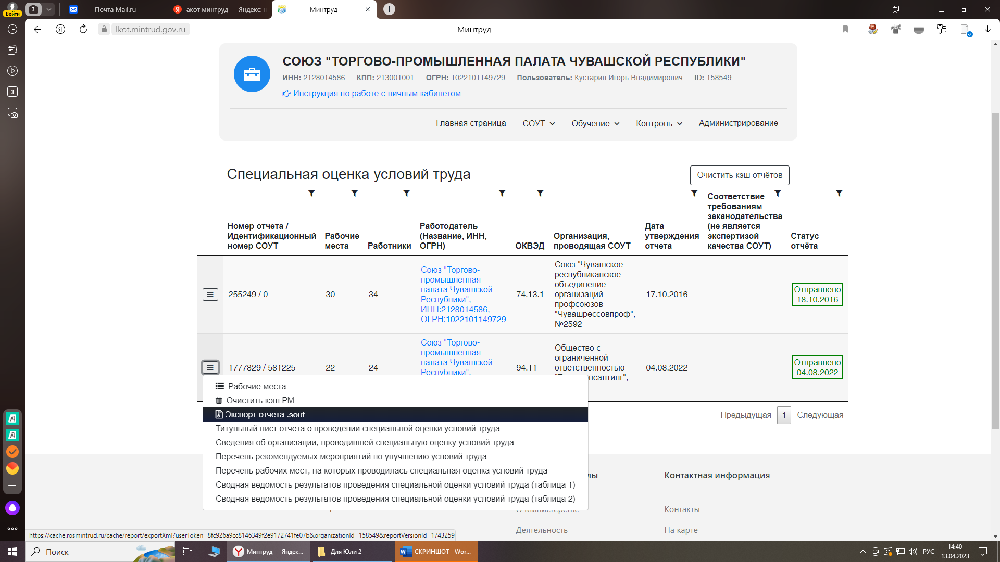 Войти
3
Почта Mail.ru
акот минтруд — Яндекс: н
Минтруд
lkot.mintrud.gov.ru
Минтруд
3
СОЮЗ "ТОРГОВО-ПРОМЫШЛЕННАЯ ПАЛАТА ЧУВАШСКОЙ РЕСПУБЛИКИ"
ИНН: 2128014586 КПП: 213001001 ОГРН: 1022101149729 Пользователь: Кустарин Игорь Владимирович ID: 158549
Инструкция по работе с личным кабинетом
Главная страница СОУТ Обучение Контроль Администрирование
Специальная оценка условий труда
Очистить кэш отчётов
Номер отчета /
Идентификационный
номер СОУТ
Рабочие
места
Работники
Работодатель
(Название, ИНН,
ОГРН)
ОКВЭД
Организация,
проводящая СОУТ
Дата
утверждения
отчета
Соответствие
требованиям
законодательства
(не является
экспертизой
качества СОУТ)
Статус
отчёта
255249 / 0
30
34
Союз "Торгово-
промышленная
палата Чувашской
Республики",
ИНН:2128014586,
ОГРН:1022101149729
74.13.1
Союз "Чувашское
республиканское
объединение
организаций
профсоюзов
"Чувашрессовпроф",
№2592
17.10.2016
Отправлено
18.10.2016
1777829 / 581225
22
24
Союз "Торгово-
промышленная
палата Чувашской
Республики",
94.11
Общество с
ограниченной
ответственностью
нсалтинг",
04.08.2022
Отправлено
04.08.2022
Рабочие места
Очистить кэш РМ
Экспорт отчёта .sout
Титульный лист отчета о проведении специальной оценки условий труда
Сведения об организации, проводившей специальную оценку условий труда
Перечень рекомендуемых мероприятий по улучшению условий труда
Перечень рабочих мест, на которых проводилась специальная оценка условий труда
Сводная ведомость результатов проведения специальной оценки условий труда (таблица 1)
Сводная ведомость результатов проведения специальной оценки условий труда (таблица 2)
Предыдущая 1 Следующая
лы
Контактная информация
О Министерстве
Контакты
Деятельность
На карте
https://cache.rosmintrud.ru/cache/report/exportXml?userToken=8fc926a9cc8146349f2e9172741fe07b&organizationId=158549&reportVersionId=1743259
Поиск
Минтруд — Яндек...
Для Юли 2
СКРИНШОТ - Wor...
РУС
14:40
13.04.2023